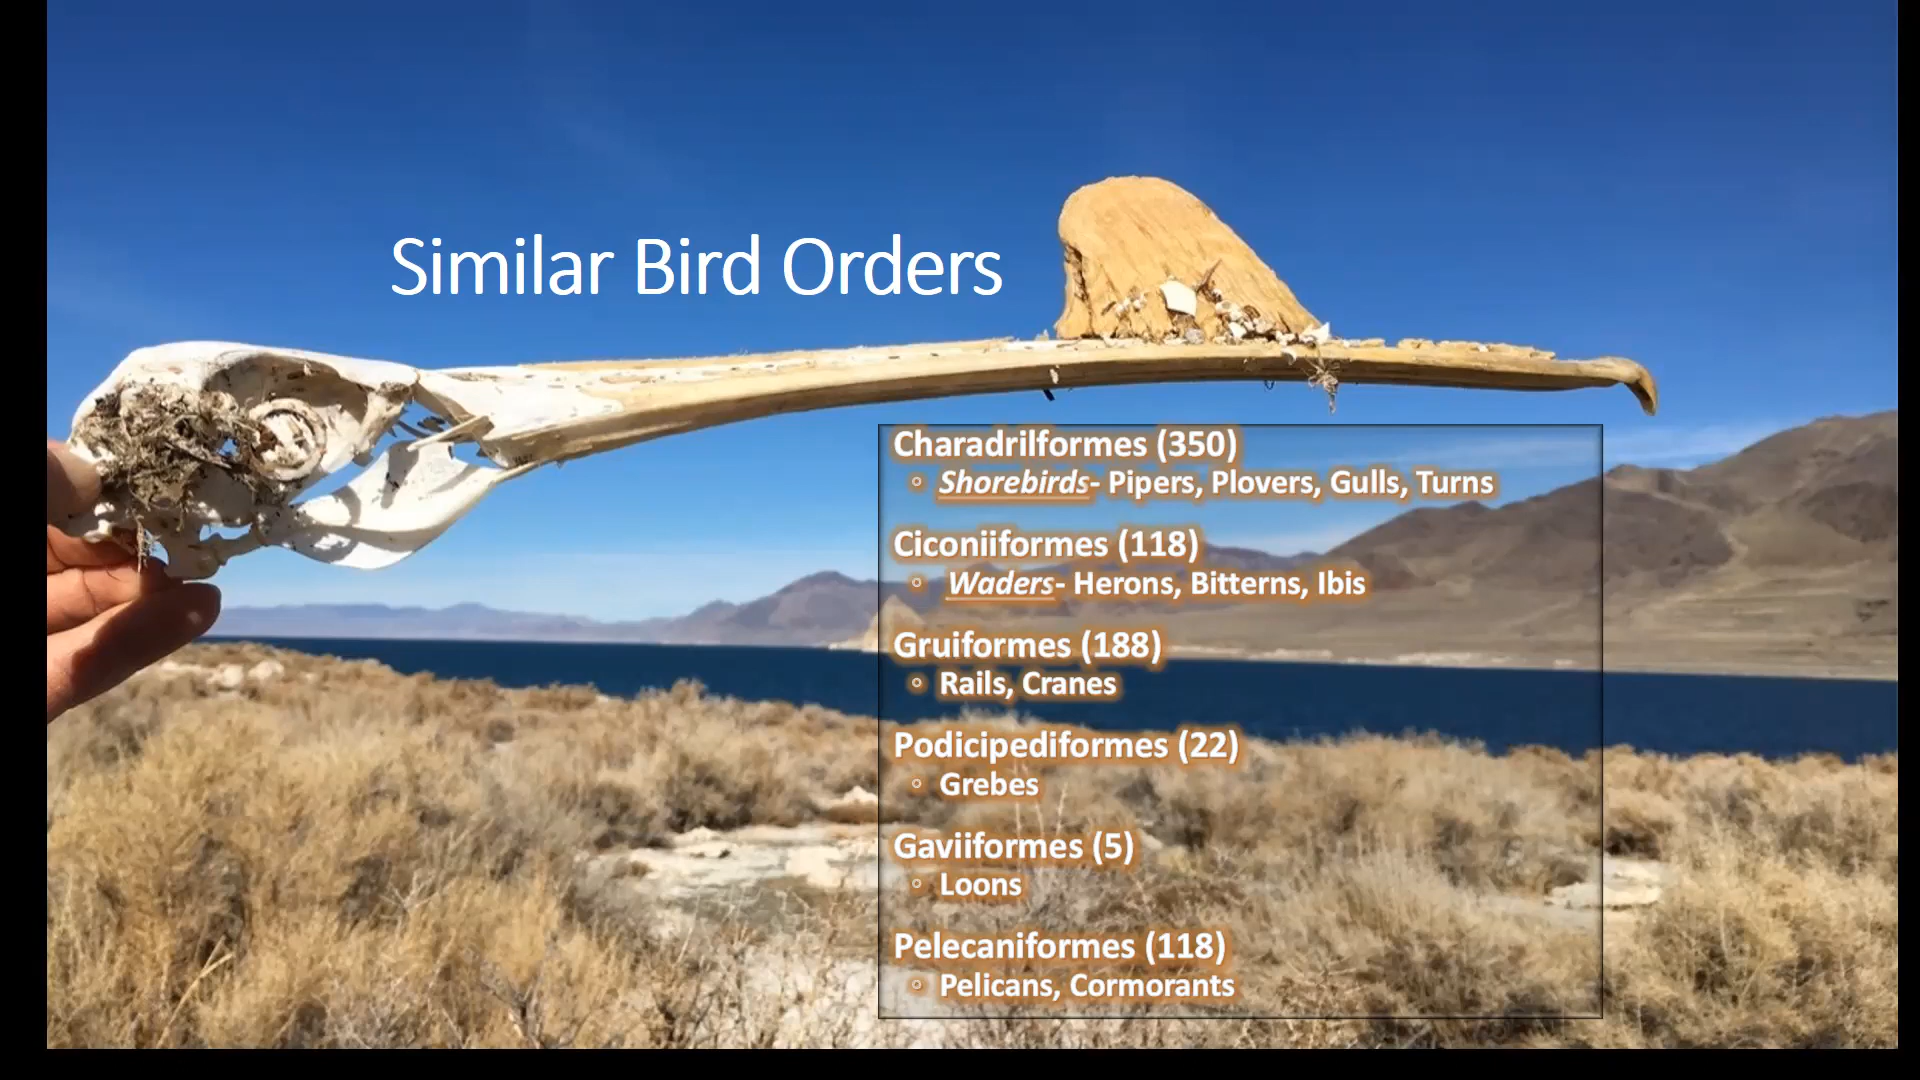 Similar Bird Orders
Charadrilformes (350)
◦ Shorebirds- Pipers, Plovers, Gulls, Turns
Ciconiiformes (118)
◦ Waders- Herons, Bitterns, Ibis
Gruiformes (188)
◦ Rails, Cranes
Podicipediformes (22)
◦ Grebes
Gaviiformes (5)
◦ Loons
Pelecaniformes (118)
◦ Pelicans, Cormorants